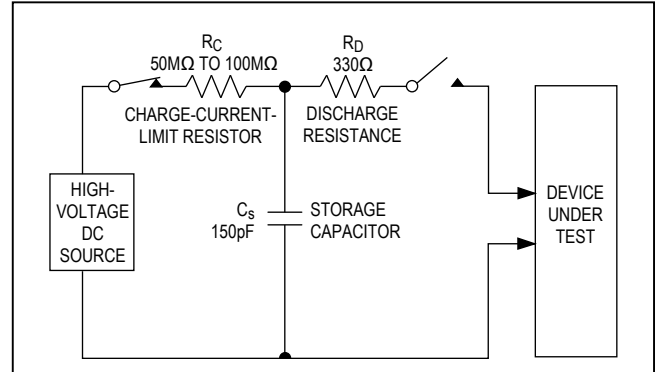 RC
50MΩ TO 100MΩ
CHARGE-CURRENT-
LIMIT RESISTOR
RD
330Ω
DISCHARGE
RESISTANCE
HIGH-
VOLTAGE
DC
SOURCE
Cs
150pF
STORAGE
CAPACITOR
DEVICE
UNDER
TEST